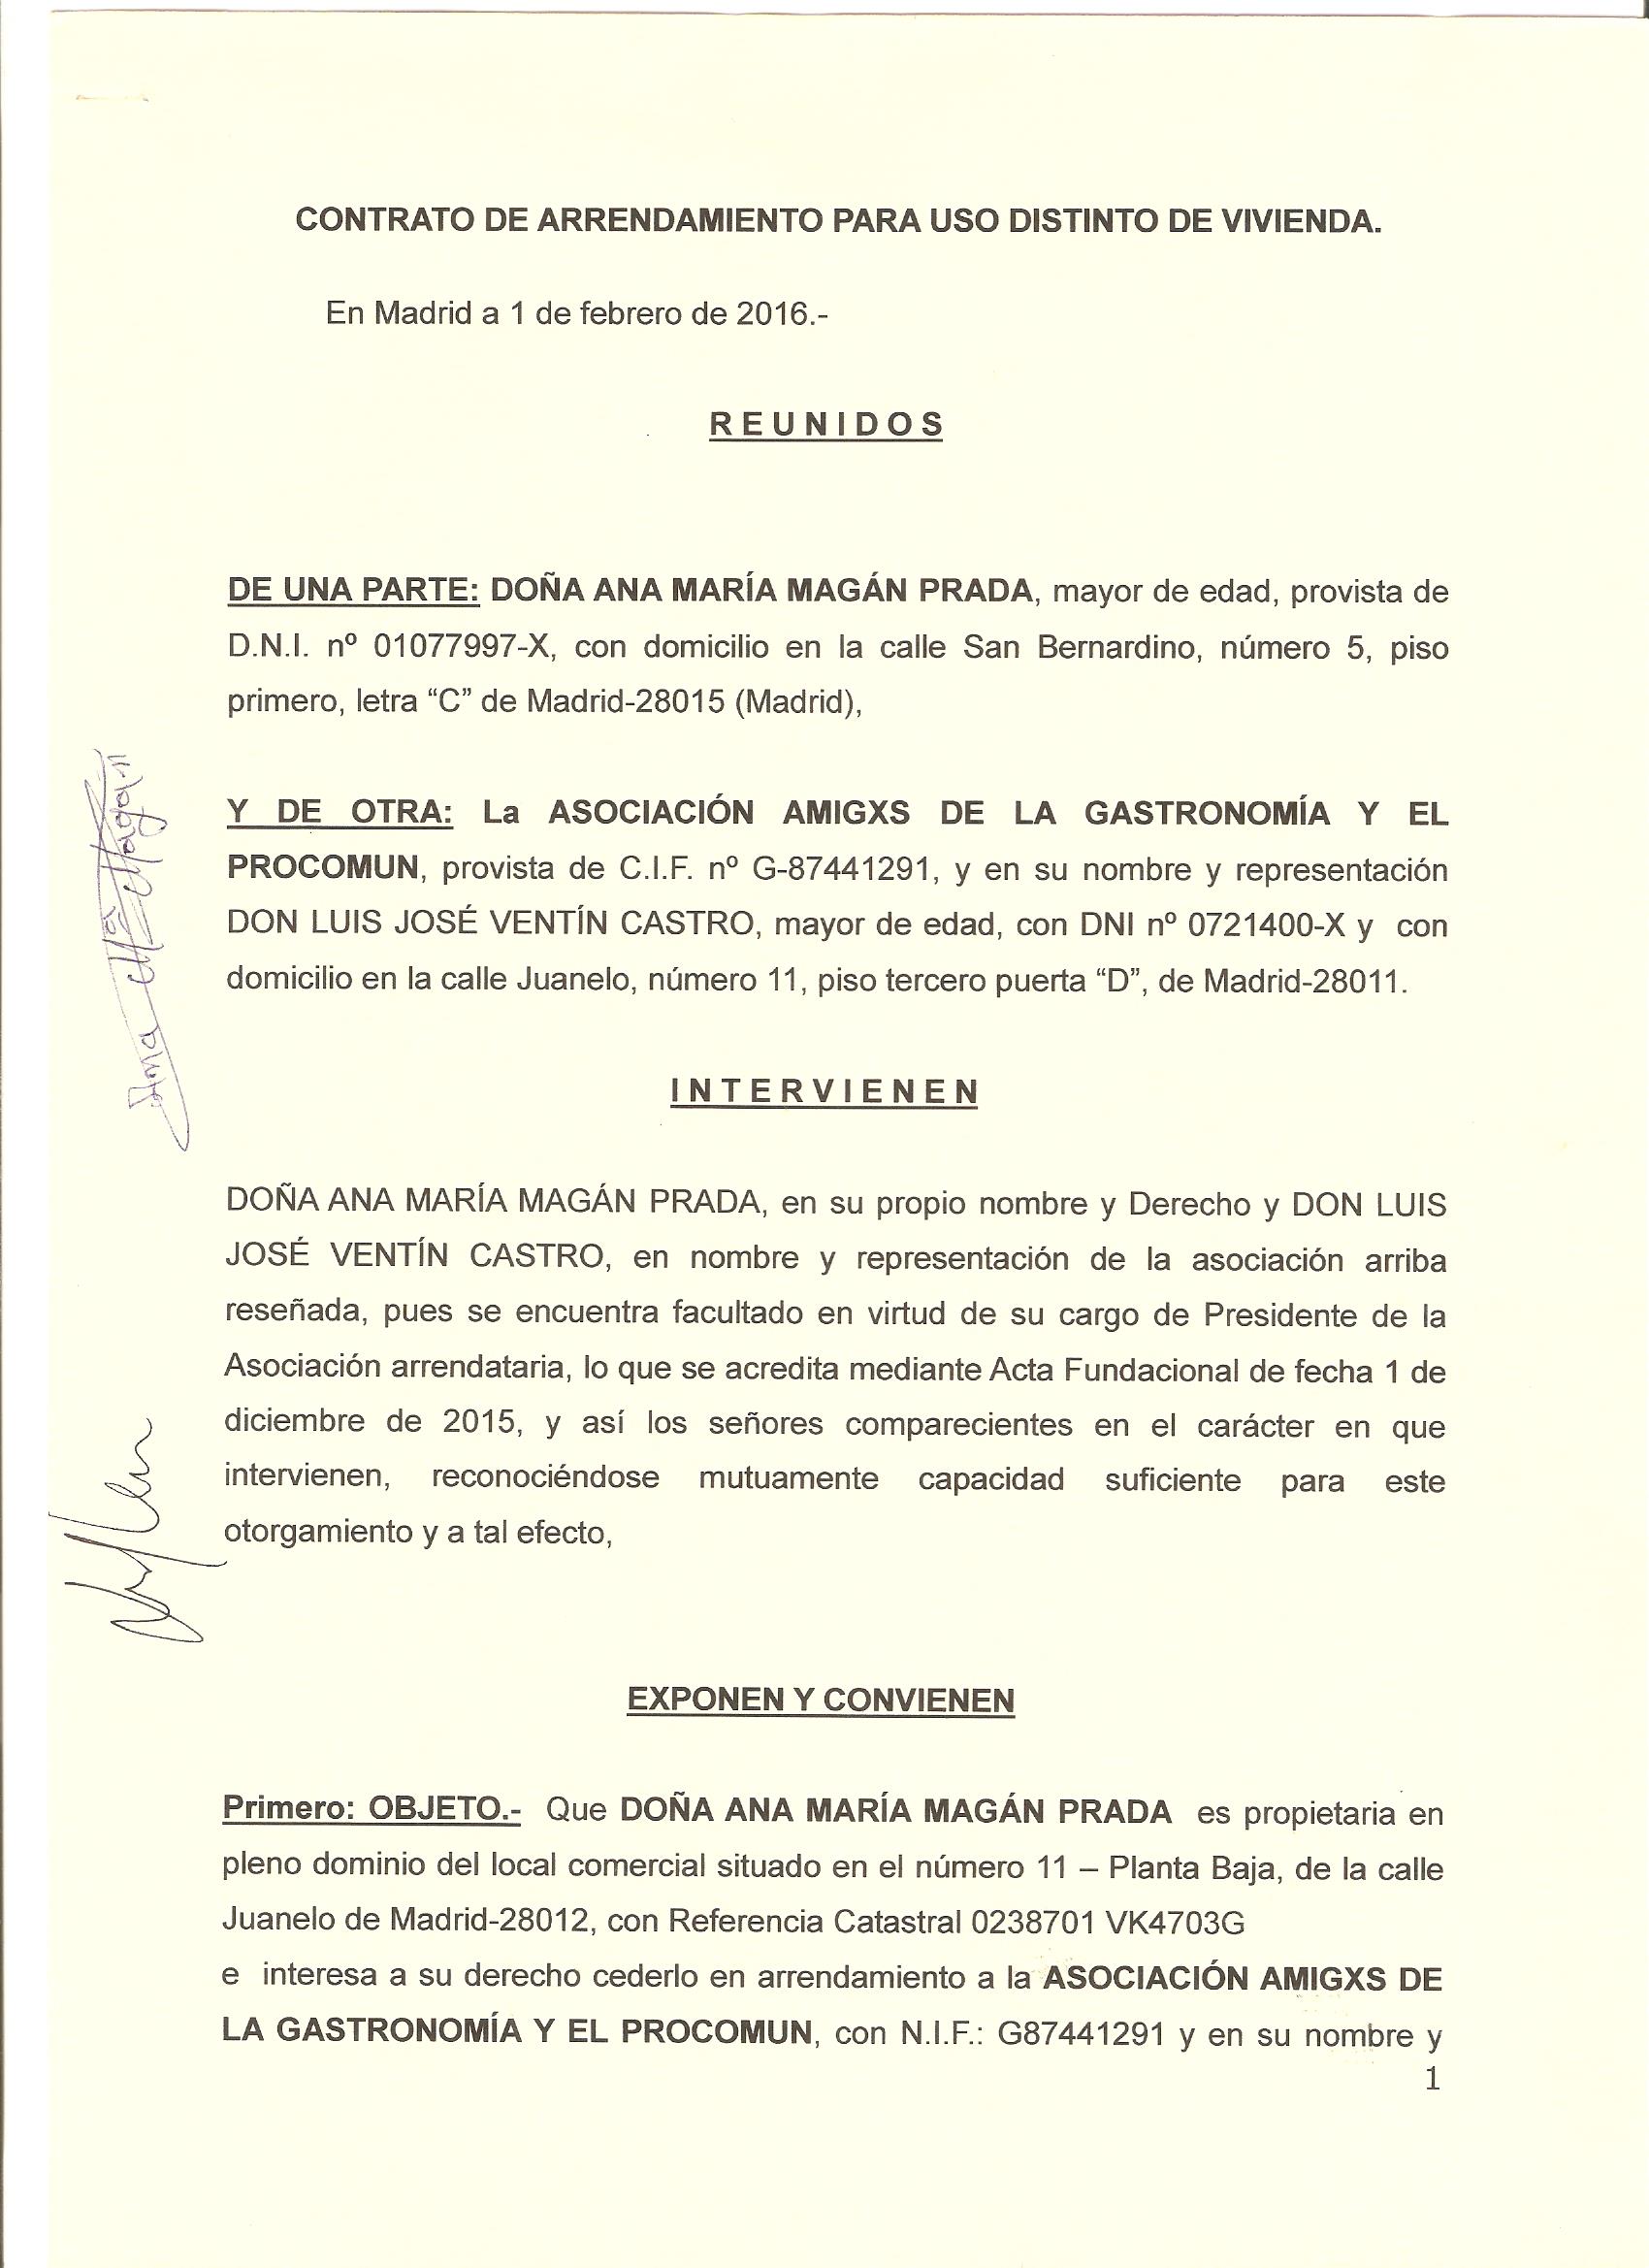 CONTRATO DE ARRENDAMIENTO PARA USO DISTINTO DE VIVIENDA.
En Madrid a 1 de febrero de 2016.-
R E U N I D O S
DE UNA PARTE: DOÑA ANA MARÍA MAGÁN PRADA, mayor de edad, provista de
D.N.I. nº 01077997-X, con domicilio en la calle San Bernardino, número 5, piso
primero, letra “C” de Madrid-28015 (Madrid),
Y DE OTRA: La ASOCIACIÓN AMIGXS DE LA GASTRONOMÍA Y EL
PROCOMUN, provista de C.I.F. nº G-87441291, y en su nombre y representación
DON LUIS JOSÉ VENTÍN CASTRO, mayor de edad, con DNI nº 0721400-X y con
domicilio en la calle Juanelo, número 11, piso tercero puerta “D”, de Madrid-28011.
I N T E R V I E N E N
DOÑA ANA MARÍA MAGÁN PRADA, en su propio nombre y Derecho y DON LUIS
JOSÉ VENTÍN CASTRO, en nombre y representación de la asociación arriba
reseñada, pues se encuentra facultado en virtud de su cargo de Presidente de la
Asociación arrendataria, lo que se acredita mediante Acta Fundacional de fecha 1 de
diciembre de 2015, y así los señores comparecientes en el carácter en que
intervienen, reconociéndose mutuamente capacidad suficiente para este
otorgamiento y a tal efecto,
EXPONEN Y CONVIENEN
Primero: OBJETO.- Que DOÑA ANA MARÍA MAGÁN PRADA es propietaria en
pleno dominio del local comercial situado en el número 11 – Planta Baja, de la calle
Juanelo de Madrid-28012, con Referencia Catastral 0238701 VK4703G
e interesa a su derecho cederlo en arrendamiento a la ASOCIACIÓN AMIGXS DE
LA GASTRONOMÍA Y EL PROCOMUN, con N.I.F.: G87441291 y en su nombre y
1
Ana Mª Magán